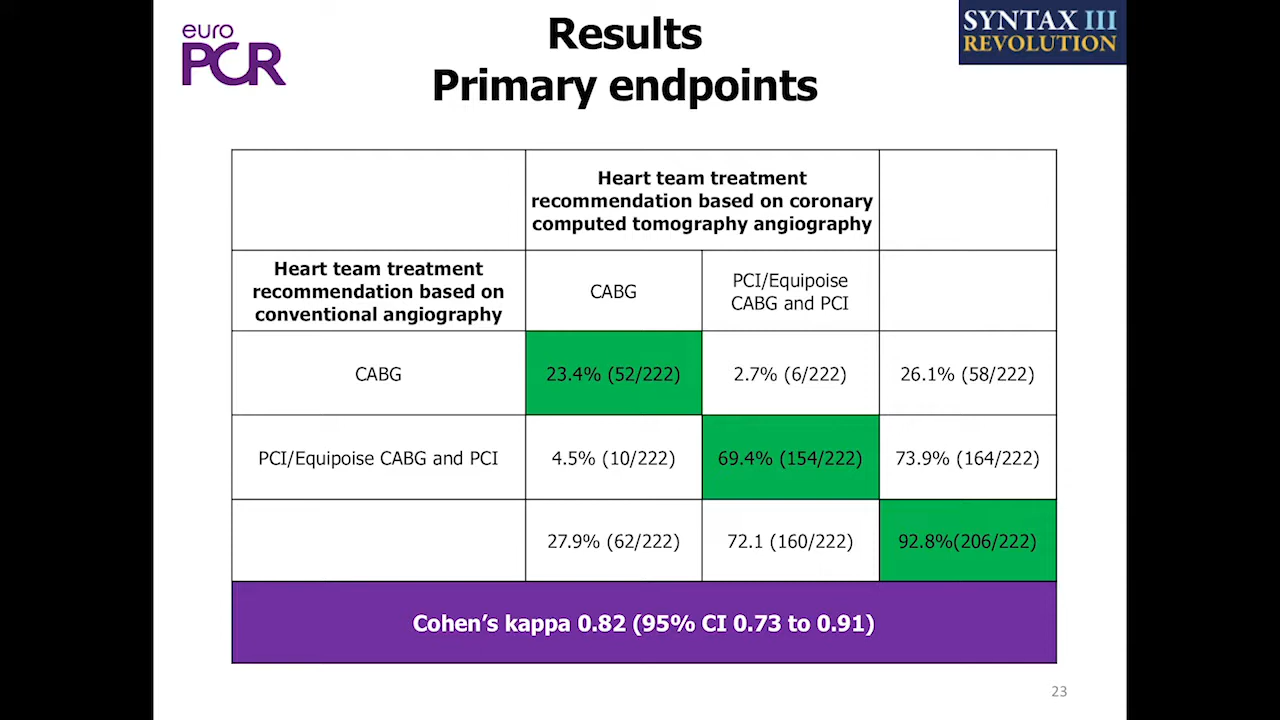 euro
PCR
Results
Primary endpoints
SYNTAX III
REVOLUTION
Heart team treatment
recommendation based on coronary
computed tomography angiography
Heart team treatment
recommendation based on
conventional angiography
CABG
PCI/Equipoise
CABG and PCI
CABG
23.4% (52/222)
2.7% (6/222)
26.1% (58/222)
PCI/Equipoise CABG and PCI
4.5% (10/222)
69.4% (154/222)
73.9% (164/222)
27.9% (62/222)
72.1 (160/222)
92.8%(206/222)
Cohen's kappa 0.82 (95% CI 0.73 to 0.91)
23